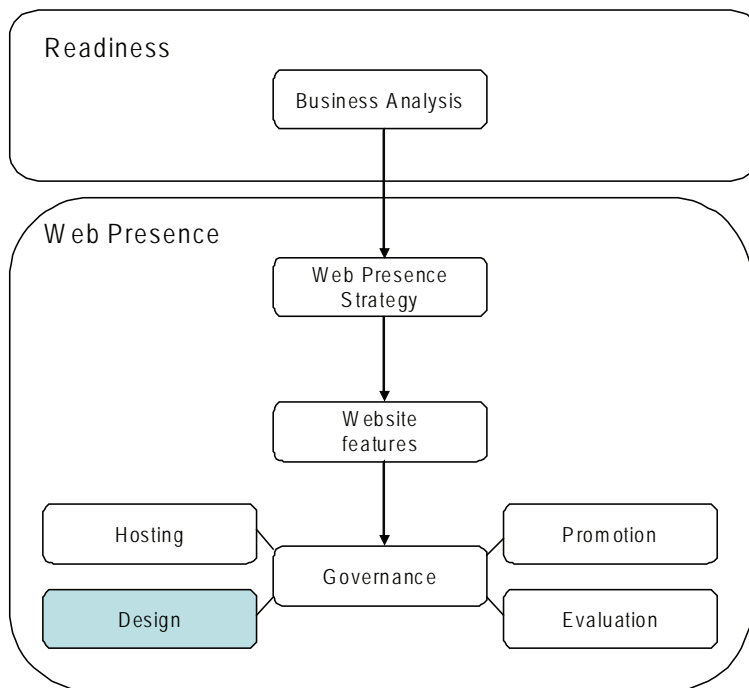 Readiness
Business Analysis
Web Presence
Web Presence
Strategy
Website
features
Hosting
Promotion
Governance
Design
Evaluation